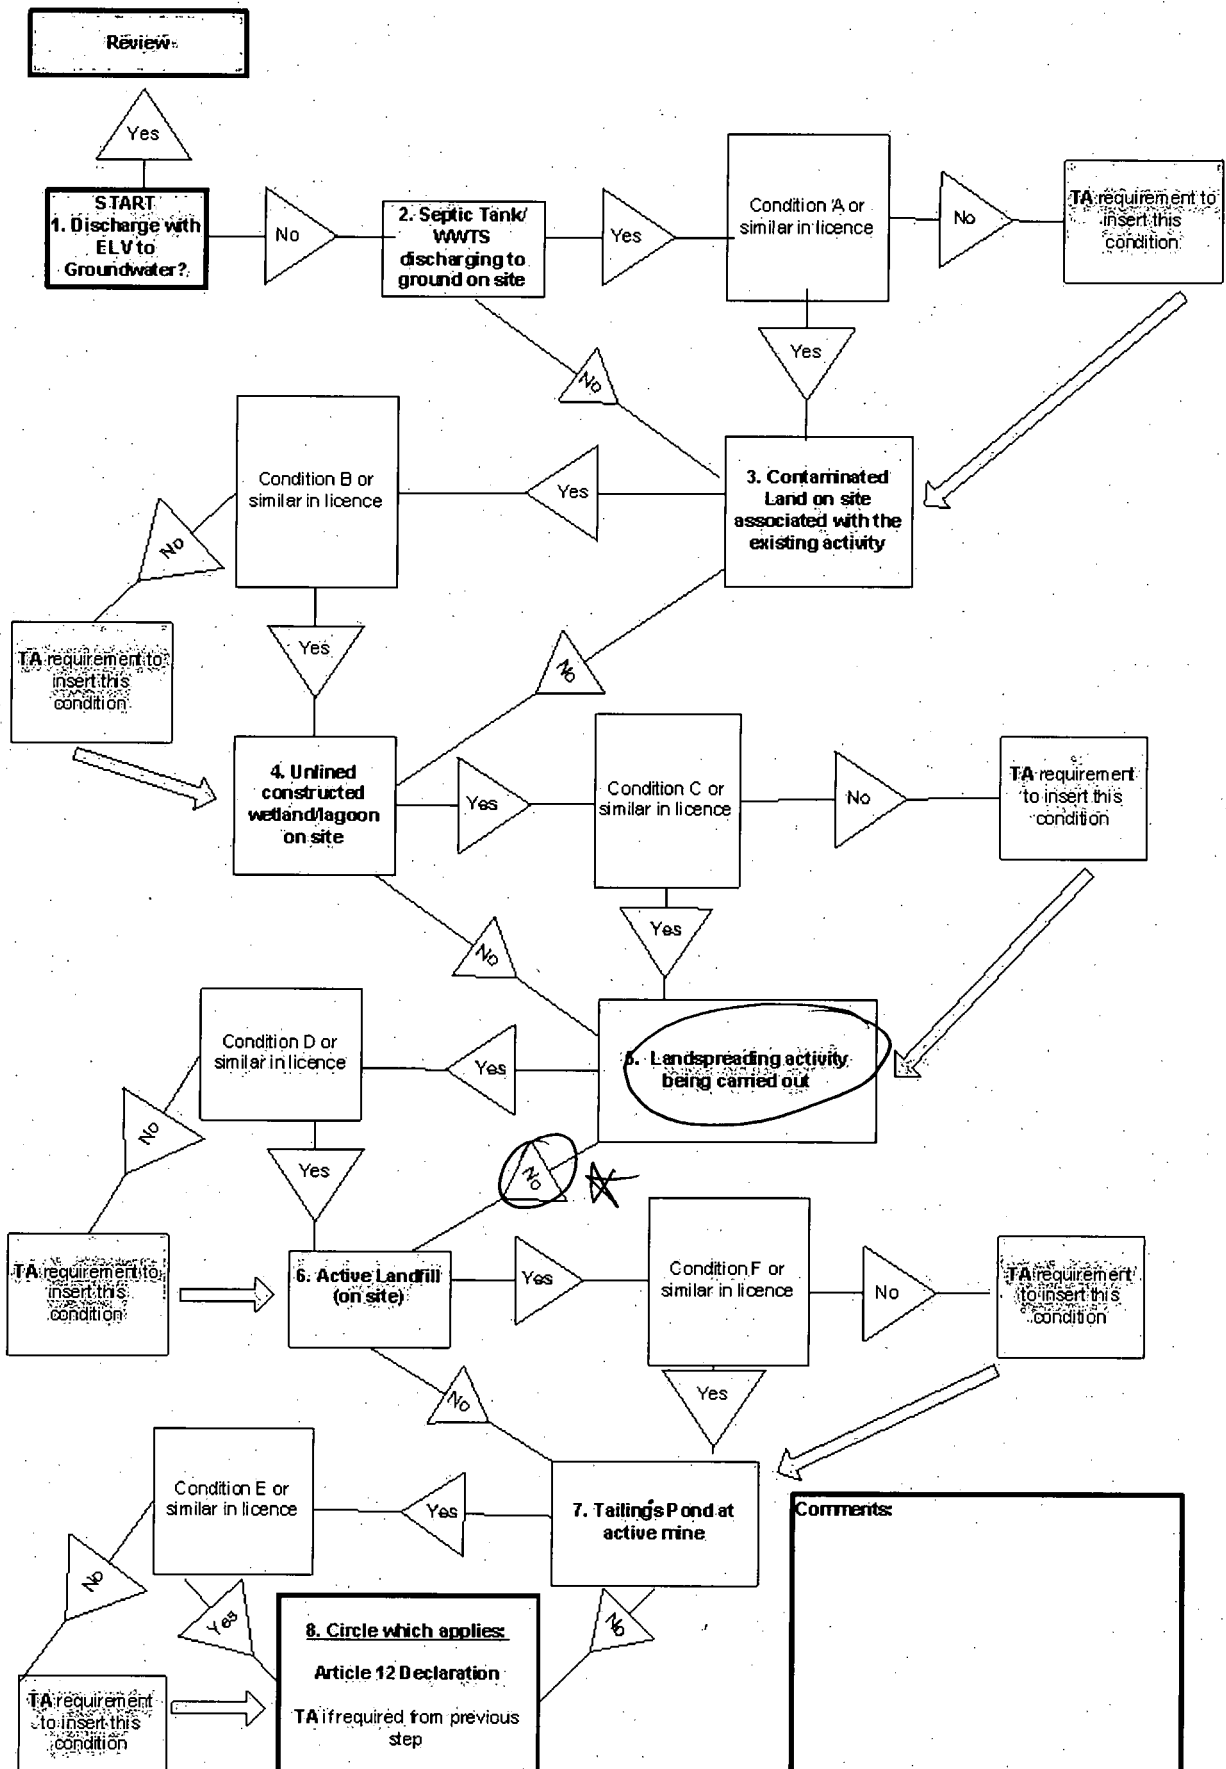 Review
Yes
START
1. Discharge with
ELV to
Groundwater?
No
2. Septic Tank/
WWTS
discharging to
ground on site
Yes
Condition 'A or
similar in licence
No
TA requirement to
insert this
condition
Yes
No
3. Contaminated
Land on site
associated with the
existing activity
Yes
Condition B or
similar in licence
No
TA requirement to
insert this
condition
Yes
No
4. Unlined
constructed
wetland/lagoon
on site
Yes
Condition C or
similar in licence
No
TA requirement
to insert this
condition
Yes
No
5. Landspreading activity
being carried out
Yes
Condition D or
similar in licence
No
TA requirement to
insert this
condition
Yes
No
6. Active Landfill
(on site)
Yes
Condition F or
similar in licence
No
TA requirement
to insert this
condition
Yes
No
7. Tailing's Pond at
active mine
Yes
Condition E or
similar in licence
No
Yes
No
TA requirement
to insert this
condition
8. Circle which applies:
Article 12 Declaration
TA if required from previous
step
Comments: